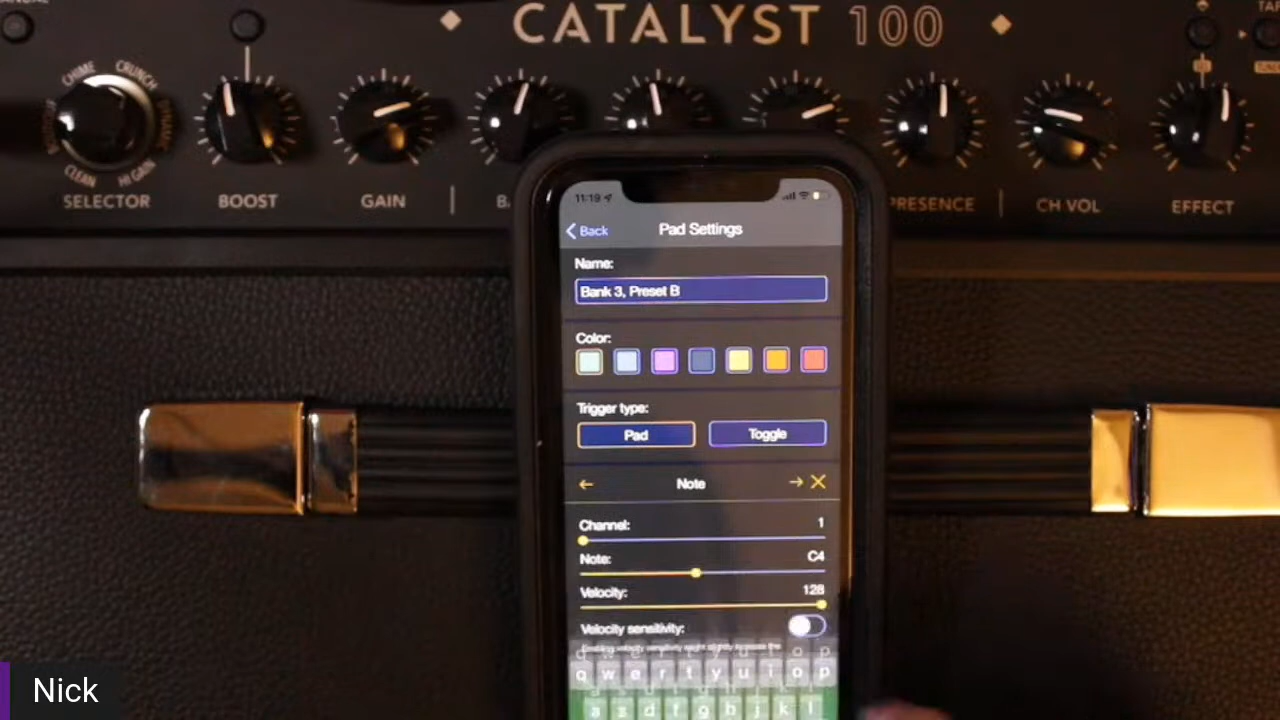 CATALYST 100
CHIME
CRUNCH
CLEAN
HI GAIN
SELECTOR
BOOST
GAIN
PRESENCE
CH VOL
EFFECT
11:19
Back
Pad Settings
Name:
Bank 3, Preset B
Color:
Trigger type:
Pad
Toggle
Note
Channel: 1
Note: C4
Velocity: 128
Velocity sensitivity:
q w e r t y u i o p
a s d f g h j k l
Nick